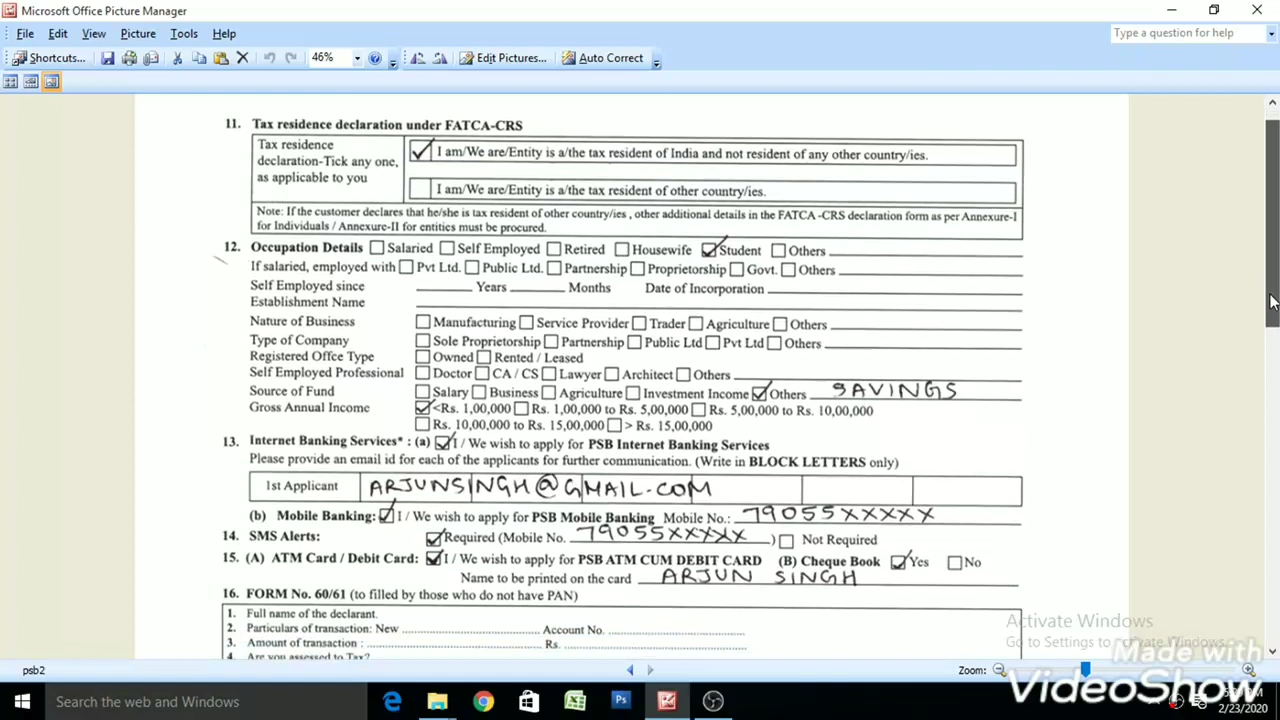 Microsoft Office Picture Manager
File Edit View Picture Tools Help
Type a question for help
Shortcuts... 46% Edit Pictures... Auto Correct
11. Tax residence declaration under FATCA-CRS
Tax residence declaration-Tick any one, as applicable to you
I am/We are/Entity is a/the tax resident of India and not resident of any other country/ies.
I am/We are/Entity is a/the tax resident of other country/ies.
Note: If the customer declares that he/she is tax resident of other country/ies , other additional details in the FATCA -CRS declaration form as per Annexure-I
for Individuals / Annexure-II for entities must be procured.
12. Occupation Details Salaried Self Employed Retired Housewife Student Others
If salaried, employed with Pvt Ltd. Public Ltd. Partnership Proprietorship Govt. Others
Self Employed since Years Months Date of Incorporation
Establishment Name
Nature of Business Manufacturing Service Provider Trader Agriculture Others
Type of Company Sole Proprietorship Partnership Public Ltd Pvt Ltd Others
Registered Office Type Owned Rented / Leased
Self Employed Professional Doctor CA / CS Lawyer Architect Others
Source of Fund Salary Business Agriculture Investment Income Others SAVINGS
Gross Annual Income <Rs. 1,00,000 Rs. 1,00,000 to Rs. 5,00,000 Rs. 5,00,000 to Rs. 10,00,000
Rs. 10,00,000 to Rs. 15,00,000 > Rs. 15,00,000
13. Internet Banking Services* : (a) I / We wish to apply for PSB Internet Banking Services
Please provide an email id for each of the applicants for further communication. (Write in BLOCK LETTERS only)
1st Applicant ARJUNSINGH@GMAIL.COM
(b) Mobile Banking: I / We wish to apply for PSB Mobile Banking Mobile No.: 79055XXXXX
14. SMS Alerts: Required (Mobile No. 79055XXXXX ) Not Required
15. (A) ATM Card / Debit Card: I / We wish to apply for PSB ATM CUM DEBIT CARD (B) Cheque Book Yes No
Name to be printed on the card ARJUN SINGH
16. FORM No. 60/61 (to filled by those who do not have PAN)
1. Full name of the declarant.
2. Particulars of transaction: New Account No.
3. Amount of transaction : Rs.
4. Are you assessed to Tax?
Activate Windows
Go to Settings to activate Windows.
Made with
VideoShow
psb2 Zoom:
Search the web and Windows
2/23/2020